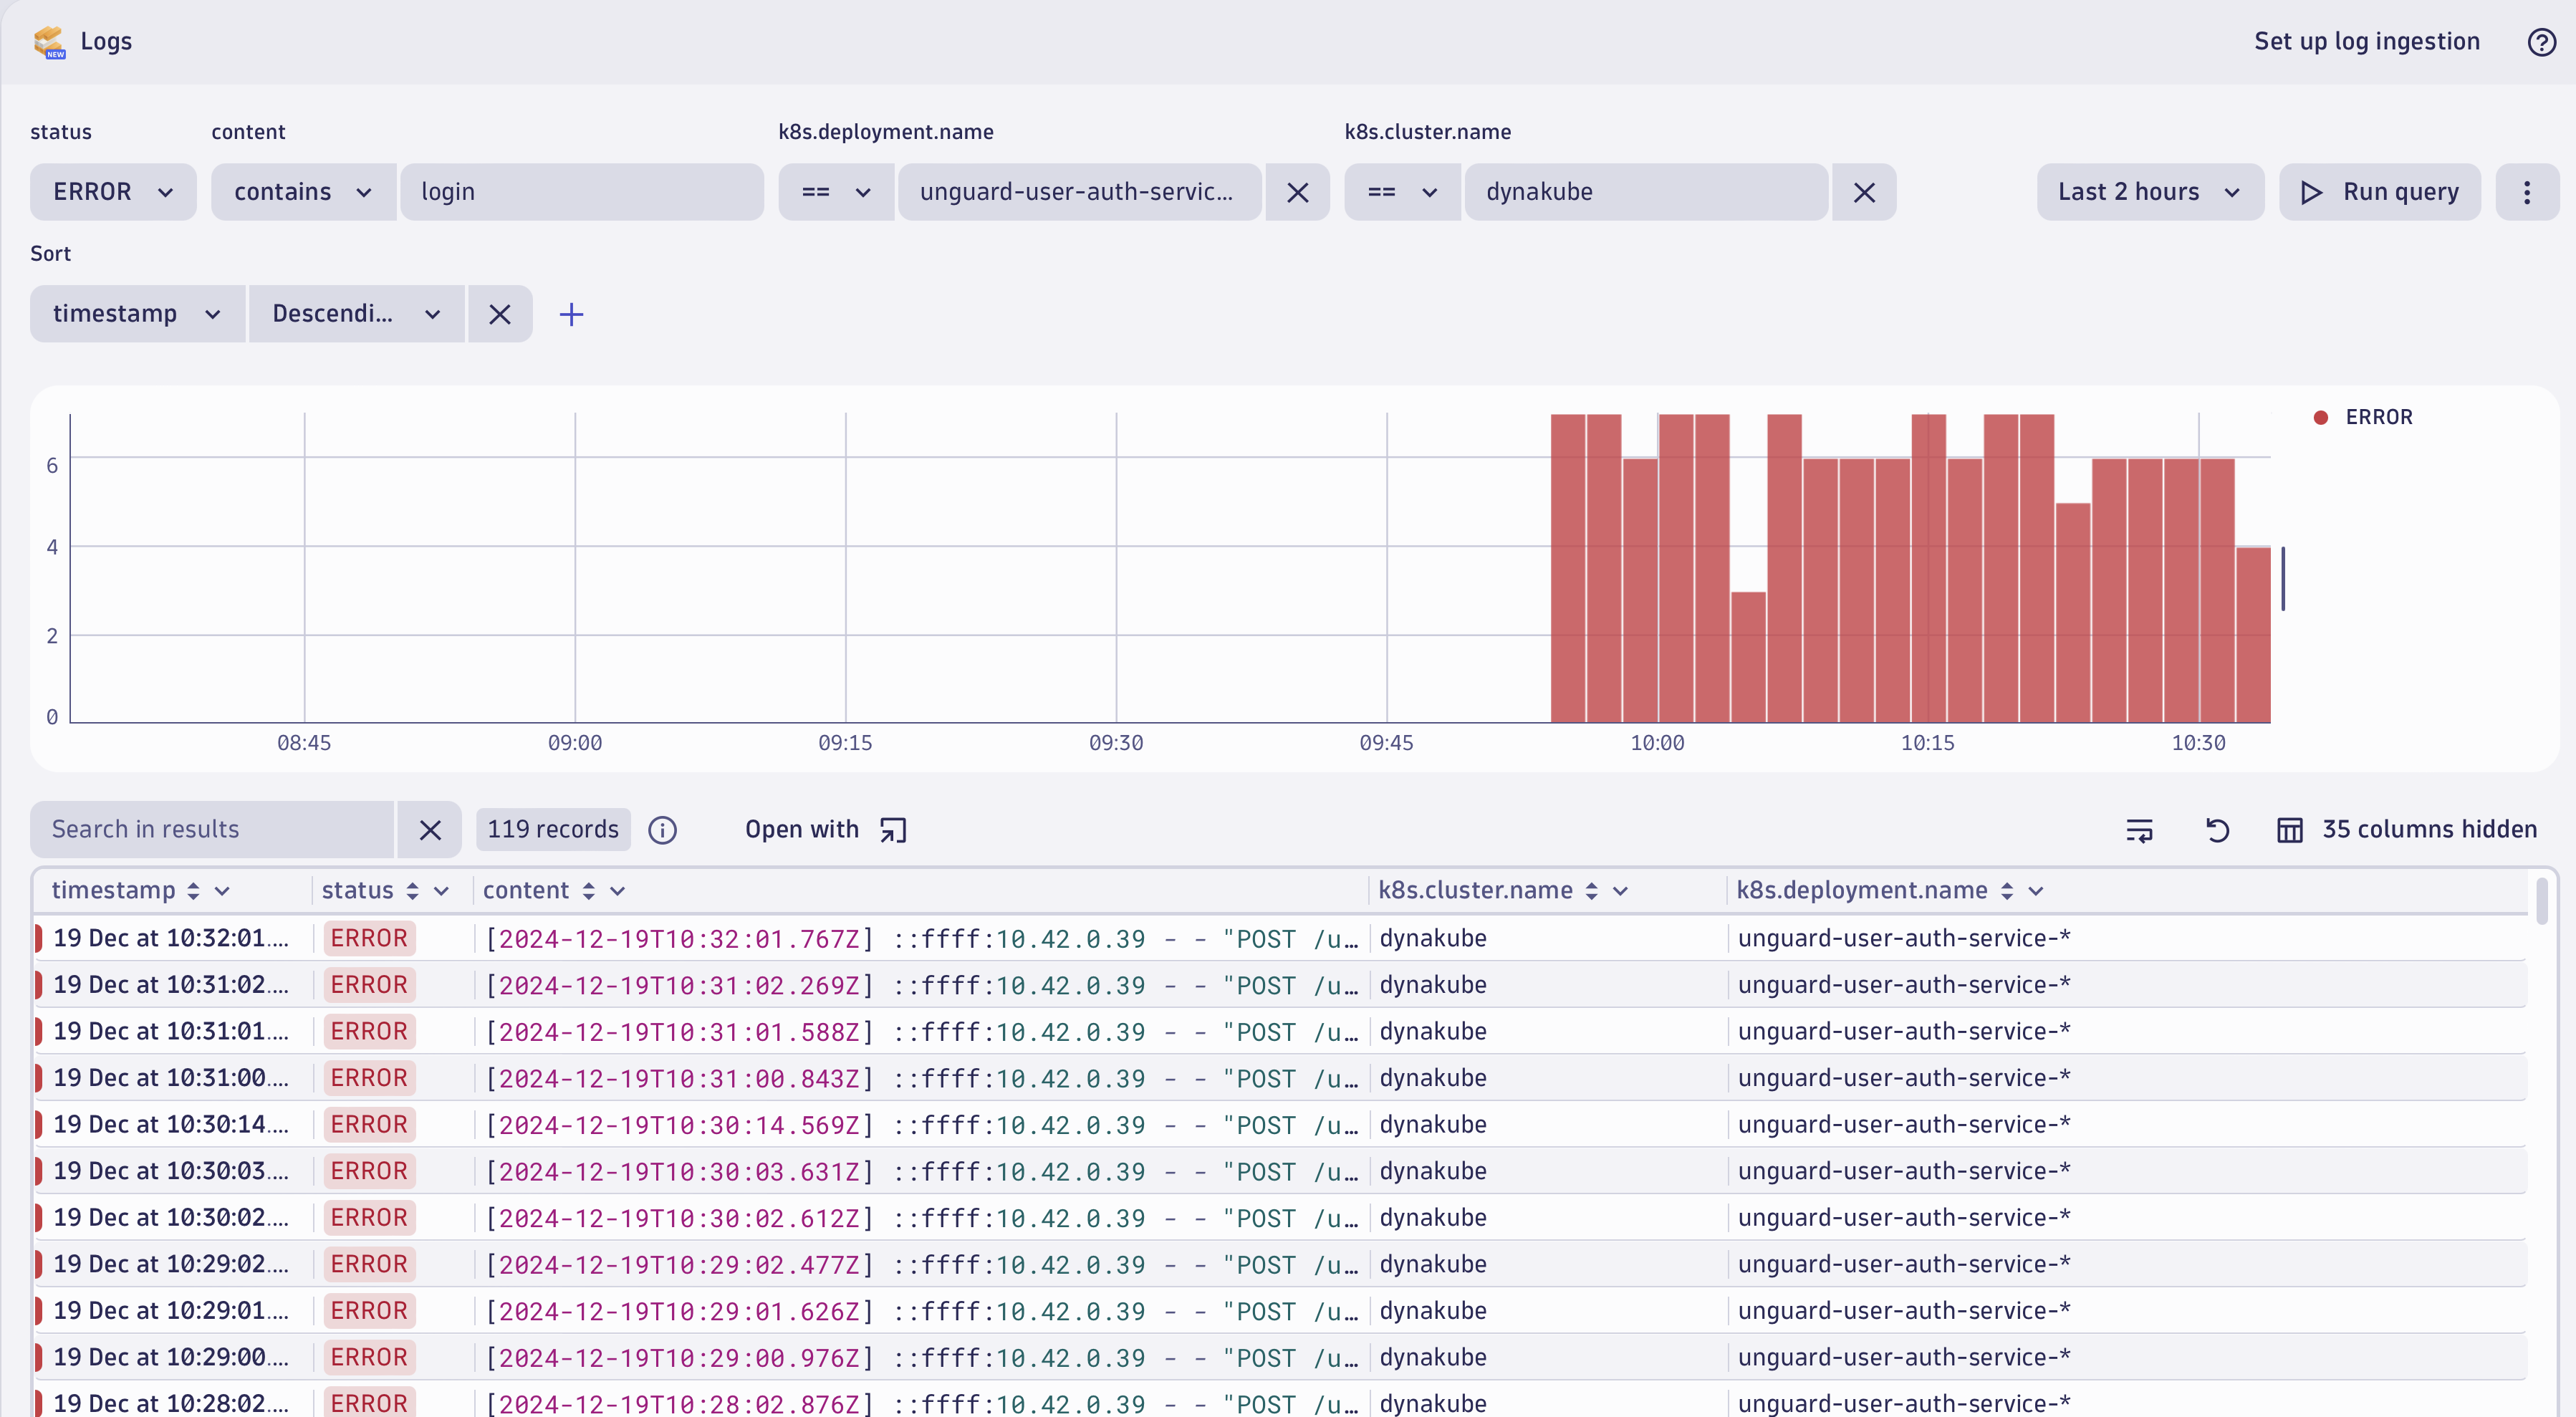 NEW Logs Set up log ingestion
status content k8s.deployment.name k8s.cluster.name
ERROR contains login == unguard-user-auth-servic... == dynakube Last 2 hours Run query
Sort
timestamp Descendi...
ERROR
6
4
2
0
08:45 09:00 09:15 09:30 09:45 10:00 10:15 10:30
Search in results 119 records Open with 35 columns hidden
timestamp status content k8s.cluster.name k8s.deployment.name
19 Dec at 10:32:01.... ERROR [2024-12-19T10:32:01.767Z] ::ffff:10.42.0.39 - - "POST /u... dynakube unguard-user-auth-service-*
19 Dec at 10:31:02.... ERROR [2024-12-19T10:31:02.269Z] ::ffff:10.42.0.39 - - "POST /u... dynakube unguard-user-auth-service-*
19 Dec at 10:31:01.... ERROR [2024-12-19T10:31:01.588Z] ::ffff:10.42.0.39 - - "POST /u... dynakube unguard-user-auth-service-*
19 Dec at 10:31:00.... ERROR [2024-12-19T10:31:00.843Z] ::ffff:10.42.0.39 - - "POST /u... dynakube unguard-user-auth-service-*
19 Dec at 10:30:14.... ERROR [2024-12-19T10:30:14.569Z] ::ffff:10.42.0.39 - - "POST /u... dynakube unguard-user-auth-service-*
19 Dec at 10:30:03.... ERROR [2024-12-19T10:30:03.631Z] ::ffff:10.42.0.39 - - "POST /u... dynakube unguard-user-auth-service-*
19 Dec at 10:30:02.... ERROR [2024-12-19T10:30:02.612Z] ::ffff:10.42.0.39 - - "POST /u... dynakube unguard-user-auth-service-*
19 Dec at 10:29:02.... ERROR [2024-12-19T10:29:02.477Z] ::ffff:10.42.0.39 - - "POST /u... dynakube unguard-user-auth-service-*
19 Dec at 10:29:01.... ERROR [2024-12-19T10:29:01.626Z] ::ffff:10.42.0.39 - - "POST /u... dynakube unguard-user-auth-service-*
19 Dec at 10:29:00.... ERROR [2024-12-19T10:29:00.976Z] ::ffff:10.42.0.39 - - "POST /u... dynakube unguard-user-auth-service-*
19 Dec at 10:28:02.... ERROR [2024-12-19T10:28:02.876Z] ::ffff:10.42.0.39 - - "POST /u... dynakube unguard-user-auth-service-*